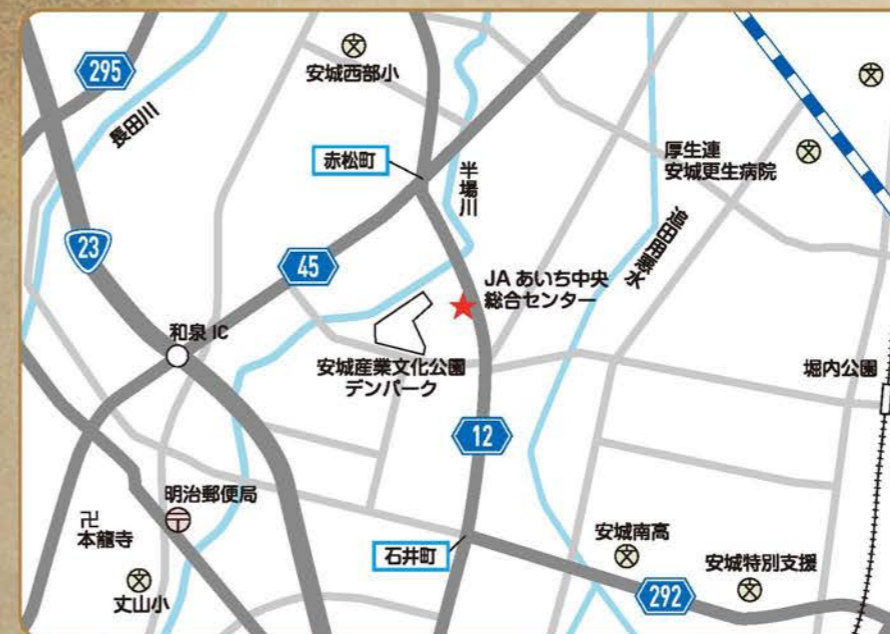 295
長田川
安城西部小
赤松町
半場川
厚生連
安城更生病院
23
45
JA あいち中央
総合センター
和泉 IC
安城産業文化公園
デンパーク
堀内公園
12
明治郵便局
卍
本龍寺
丈山小
石井町
安城南高
安城特別支援
292